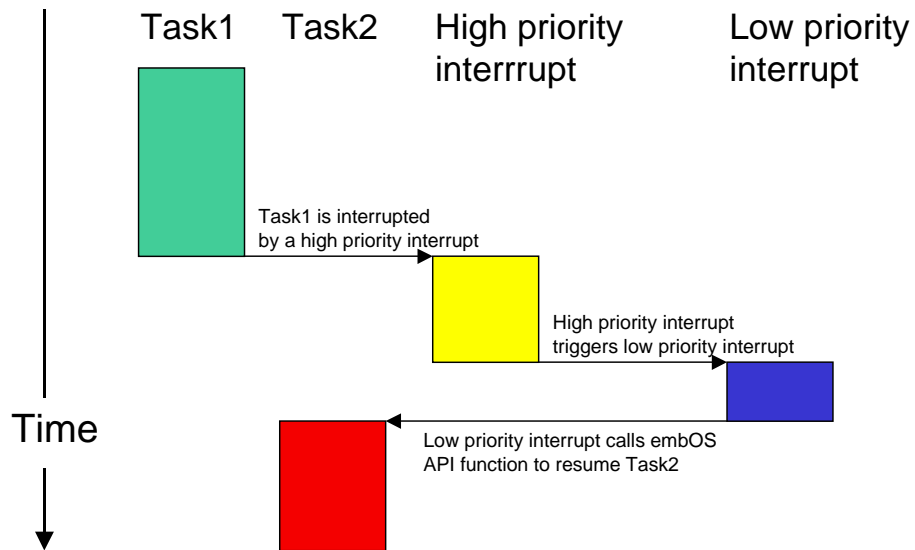 Task1
Task2
High priority
interrrupt
Low priority
interrupt
Task1 is interrupted
by a high priority interrupt
High priority interrupt
triggers low priority interrupt
Time
Low priority interrupt calls embOS
API function to resume Task2